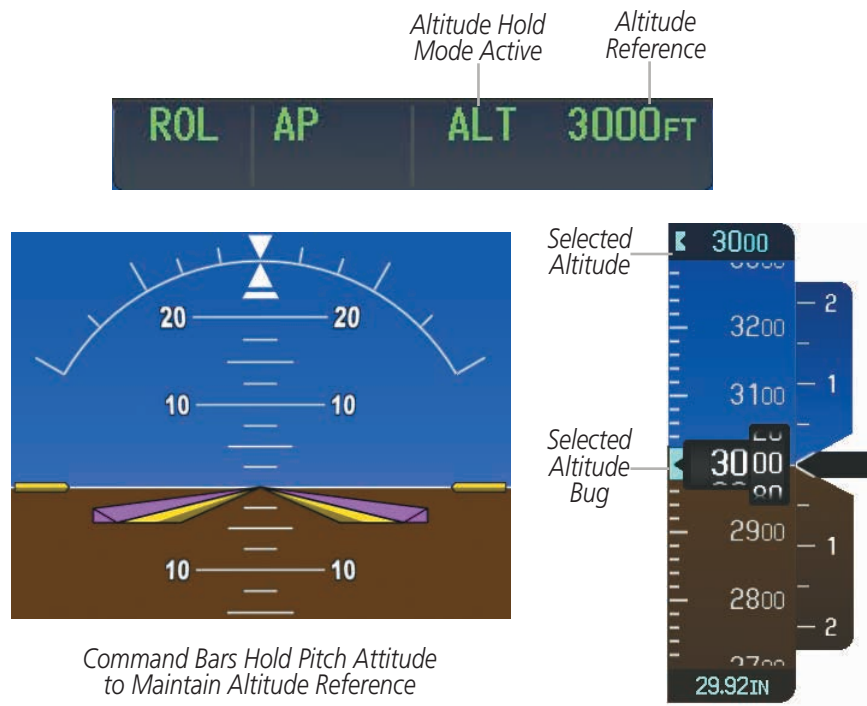 Altitude Hold
Mode Active
Altitude
Reference
ROL AP ALT 3000FT
Selected
Altitude
3000
20 20
10 10
10 10
Command Bars Hold Pitch Attitude
to Maintain Altitude Reference
Selected
Altitude
Bug
3200
3100
3000
80
2900
2800
2
1
1
2
29.92IN